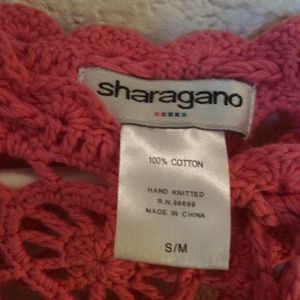 sharagano
100% COTTON
HAND KNITTED
R.N. 98699
MADE IN CHINA
S/M